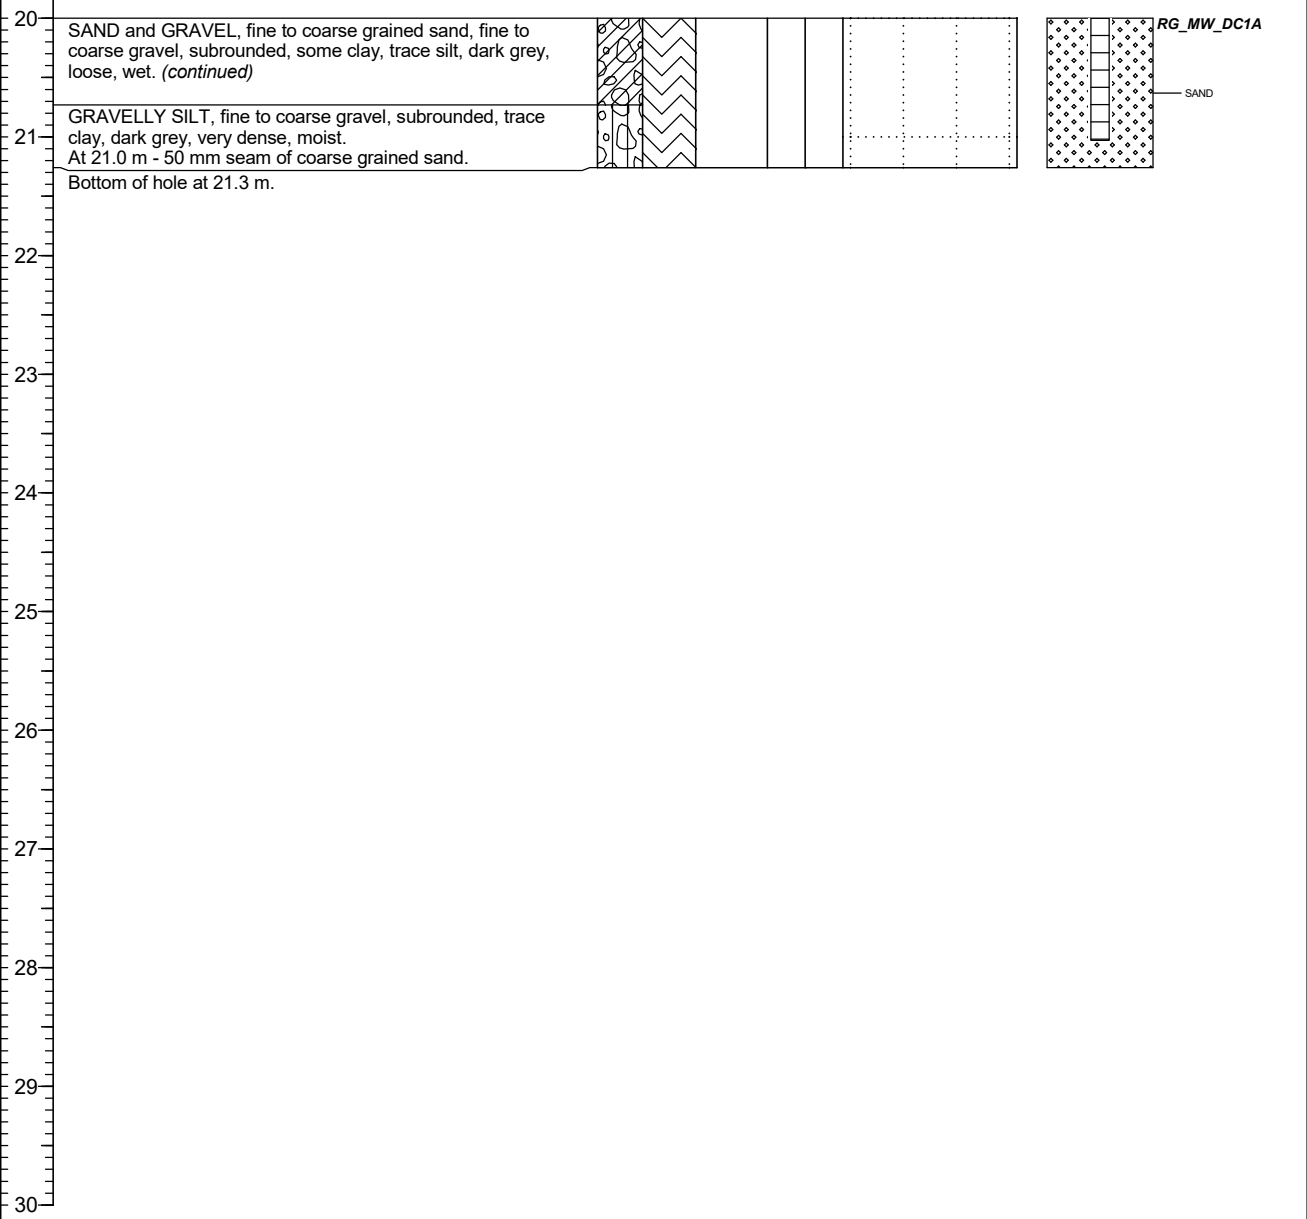 20
SAND and GRAVEL, fine to coarse grained sand, fine to
coarse gravel, subrounded, some clay, trace silt, dark grey,
loose, wet. (continued)
RG_MW_DC1A
SAND
GRAVELLY SILT, fine to coarse gravel, subrounded, trace
clay, dark grey, very dense, moist.
21
At 21.0 m - 50 mm seam of coarse grained sand.
Bottom of hole at 21.3 m.
22
23
24
25
26
27
28
29
30